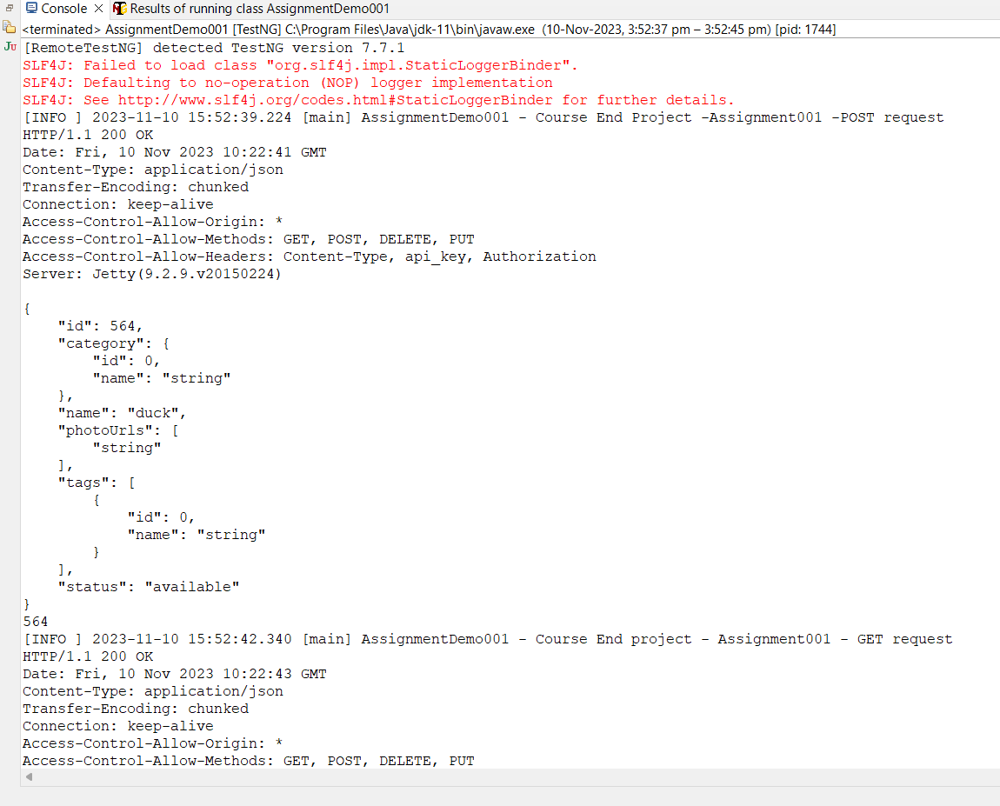 Console Results of running class AssignmentDemo001
<terminated> AssignmentDemo001 [TestNG] C:\Program Files\Java\jdk-11\bin\javaw.exe (10-Nov-2023, 3:52:37 pm – 3:52:45 pm) [pid: 1744]
Ju
[RemoteTestNG] detected TestNG version 7.7.1
SLF4J: Failed to load class "org.slf4j.impl.StaticLoggerBinder".
SLF4J: Defaulting to no-operation (NOP) logger implementation
SLF4J: See http://www.slf4j.org/codes.html#StaticLoggerBinder for further details.
[INFO ] 2023-11-10 15:52:39.224 [main] AssignmentDemo001 - Course End Project -Assignment001 -POST request
HTTP/1.1 200 OK
Date: Fri, 10 Nov 2023 10:22:41 GMT
Content-Type: application/json
Transfer-Encoding: chunked
Connection: keep-alive
Access-Control-Allow-Origin: *
Access-Control-Allow-Methods: GET, POST, DELETE, PUT
Access-Control-Allow-Headers: Content-Type, api_key, Authorization
Server: Jetty(9.2.9.v20150224)
{
    "id": 564,
    "category": {
        "id": 0,
        "name": "string"
    },
    "name": "duck",
    "photoUrls": [
        "string"
    ],
    "tags": [
        {
            "id": 0,
            "name": "string"
        }
    ],
    "status": "available"
}
564
[INFO ] 2023-11-10 15:52:42.340 [main] AssignmentDemo001 - Course End project - Assignment001 - GET request
HTTP/1.1 200 OK
Date: Fri, 10 Nov 2023 10:22:43 GMT
Content-Type: application/json
Transfer-Encoding: chunked
Connection: keep-alive
Access-Control-Allow-Origin: *
Access-Control-Allow-Methods: GET, POST, DELETE, PUT